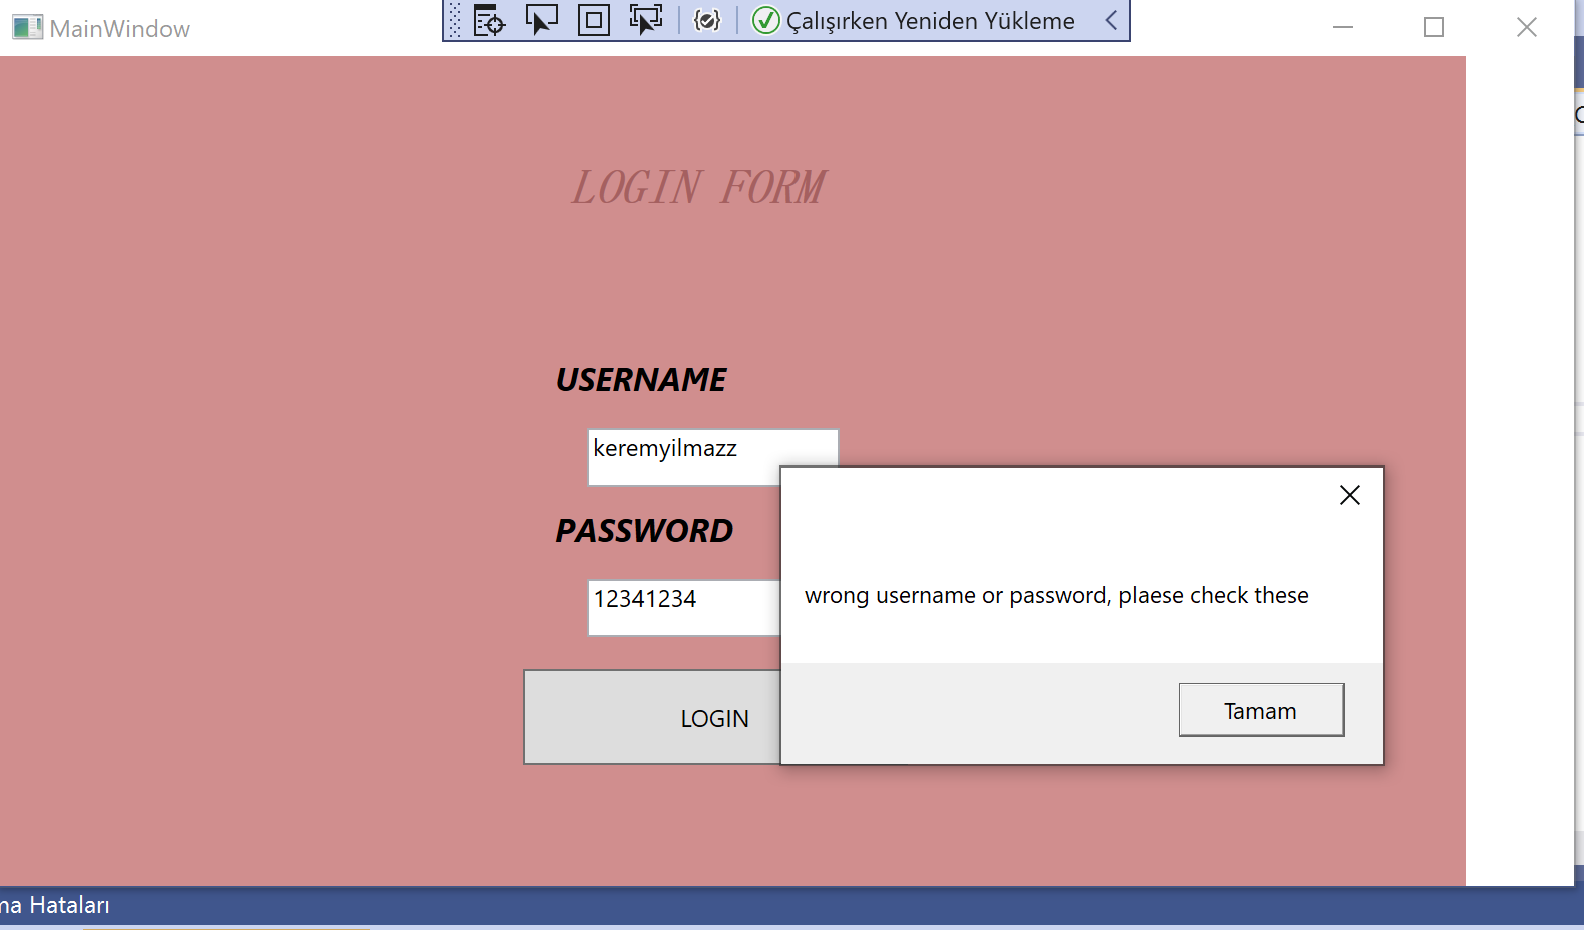 MainWindow
Çalışırken Yeniden Yükleme
LOGIN FORM
USERNAME
keremyilmazz
PASSWORD
12341234
LOGIN
wrong username or password, plaese check these
Tamam
Hataları